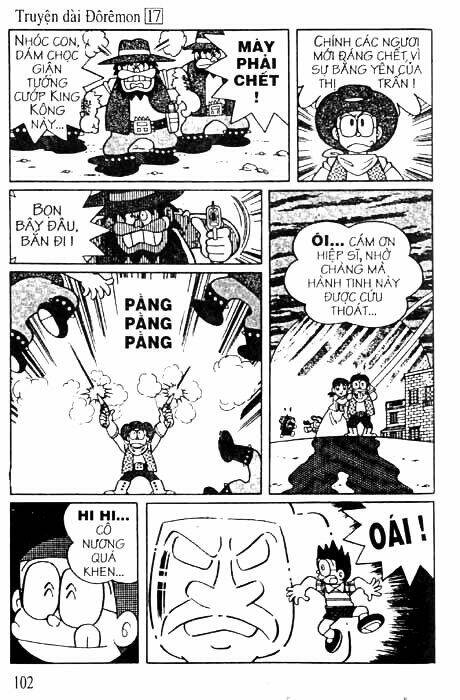 Truyện dài Đôrêmon 17
NHÓC CON,
DÁM CHỌC
GIẬN
TƯỚNG
CƯỚP KING
KÔNG
NÀY...
MÀY
PHẢI
CHẾT
!
CHÍNH CÁC NGƯƠI
MỚI ĐÁNG CHẾT VÌ
SỰ BẰNG YÊN CỦA
THỊ TRẤN !
BỌN
BÂY ĐÂU,
BẮN ĐI !
ÔI... CÁM ƠN
HIỆP SĨ, NHỜ
CHÀNG MÀ
HÀNH TINH NÀY
ĐƯỢC CỨU
THOÁT...
PẰNG
PẰNG
PẰNG
HI HI...
CÔ
NƯƠNG
QUÁ
KHEN...
OÁI !
102